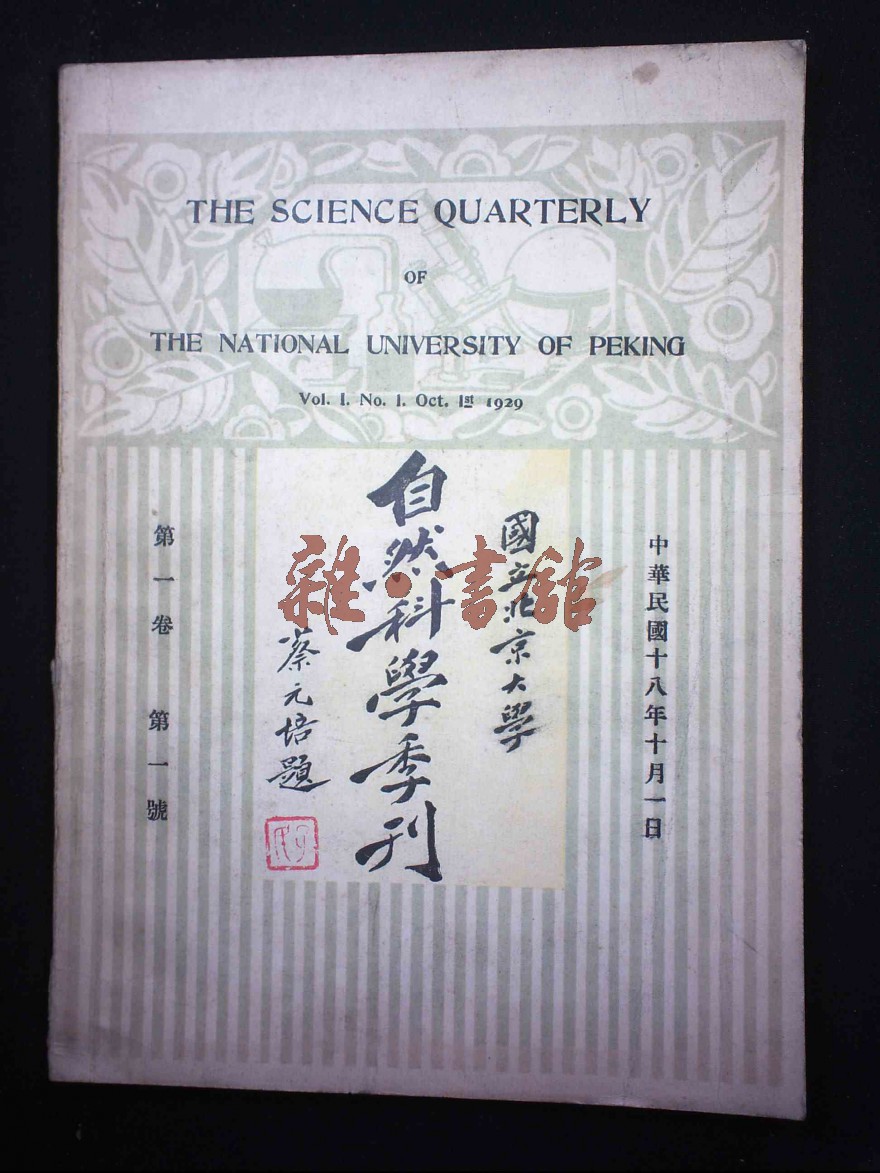 THE SCIENCE QUARTERLY
OF
THE NATIONAL UNIVERSITY OF PEKING
Vol. I. No. 1. Oct. 1st 1929
中華民國十八年十月一日
國立北京大學
自然科學季刊
蔡元培題
第一卷 第一號
雜·書館